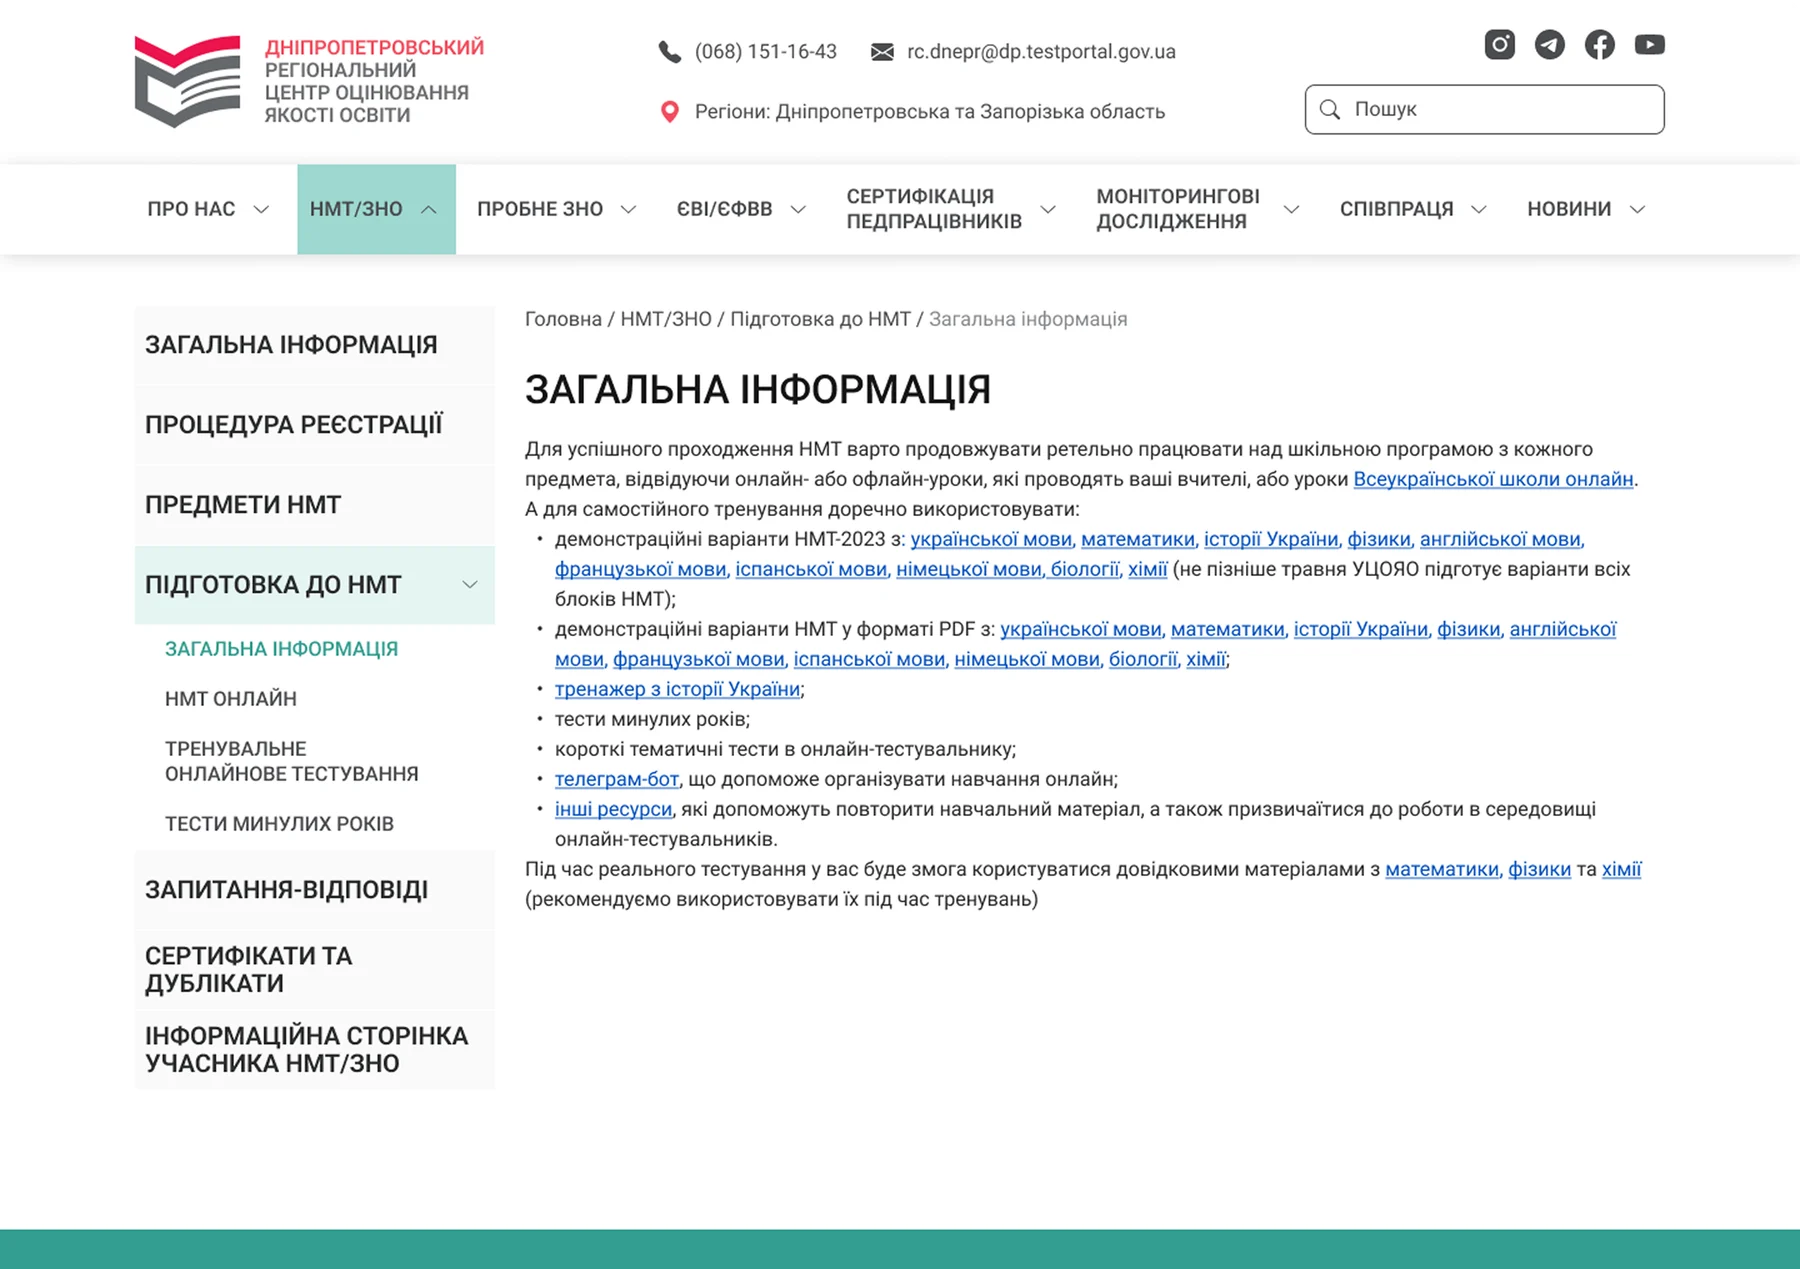 ДНІПРОПЕТРОВСЬКИЙ
РЕГІОНАЛЬНИЙ
ЦЕНТР ОЦІНЮВАННЯ
ЯКОСТІ ОСВІТИ
(068) 151-16-43
rc.dnepr@dp.testportal.gov.ua
Регіони: Дніпропетровська та Запорізька область
Пошук
ПРО НАС
НМТ/ЗНО
ПРОБНЕ ЗНО
ЄВІ/ЄФВВ
СЕРТИФІКАЦІЯ
ПЕДПРАЦІВНИКІВ
МОНІТОРИНГОВІ
ДОСЛІДЖЕННЯ
СПІВПРАЦЯ
НОВИНИ
ЗАГАЛЬНА ІНФОРМАЦІЯ
ПРОЦЕДУРА РЕЄСТРАЦІЇ
ПРЕДМЕТИ НМТ
ПІДГОТОВКА ДО НМТ
ЗАГАЛЬНА ІНФОРМАЦІЯ
НМТ ОНЛАЙН
ТРЕНУВАЛЬНЕ
ОНЛАЙНОВЕ ТЕСТУВАННЯ
ТЕСТИ МИНУЛИХ РОКІВ
ЗАПИТАННЯ-ВІДПОВІДІ
СЕРТИФІКАТИ ТА
ДУБЛІКАТИ
ІНФОРМАЦІЙНА СТОРІНКА
УЧАСНИКА НМТ/ЗНО
Головна / НМТ/ЗНО / Підготовка до НМТ / Загальна інформація
ЗАГАЛЬНА ІНФОРМАЦІЯ
Для успішного проходження НМТ варто продовжувати ретельно працювати над шкільною програмою з кожного
предмета, відвідуючи онлайн- або офлайн-уроки, які проводять ваші вчителі, або уроки Всеукраїнської школи онлайн.
А для самостійного тренування доречно використовувати:
• демонстраційні варіанти НМТ-2023 з: української мови, математики, історії України, фізики, англійської мови,
французької мови, іспанської мови, німецької мови, біології, хімії (не пізніше травня УЦОЯО підготує варіанти всіх
блоків НМТ);
• демонстраційні варіанти НМТ у форматі PDF з: української мови, математики, історії України, фізики, англійської
мови, французької мови, іспанської мови, німецької мови, біології, хімії;
• тренажер з історії України;
• тести минулих років;
• короткі тематичні тести в онлайн-тестувальнику;
• телеграм-бот, що допоможе організувати навчання онлайн;
• інші ресурси, які допоможуть повторити навчальний матеріал, а також призвичаїтися до роботи в середовищі
онлайн-тестувальників.
Під час реального тестування у вас буде змога користуватися довідковими матеріалами з математики, фізики та хімії
(рекомендуємо використовувати їх під час тренувань)